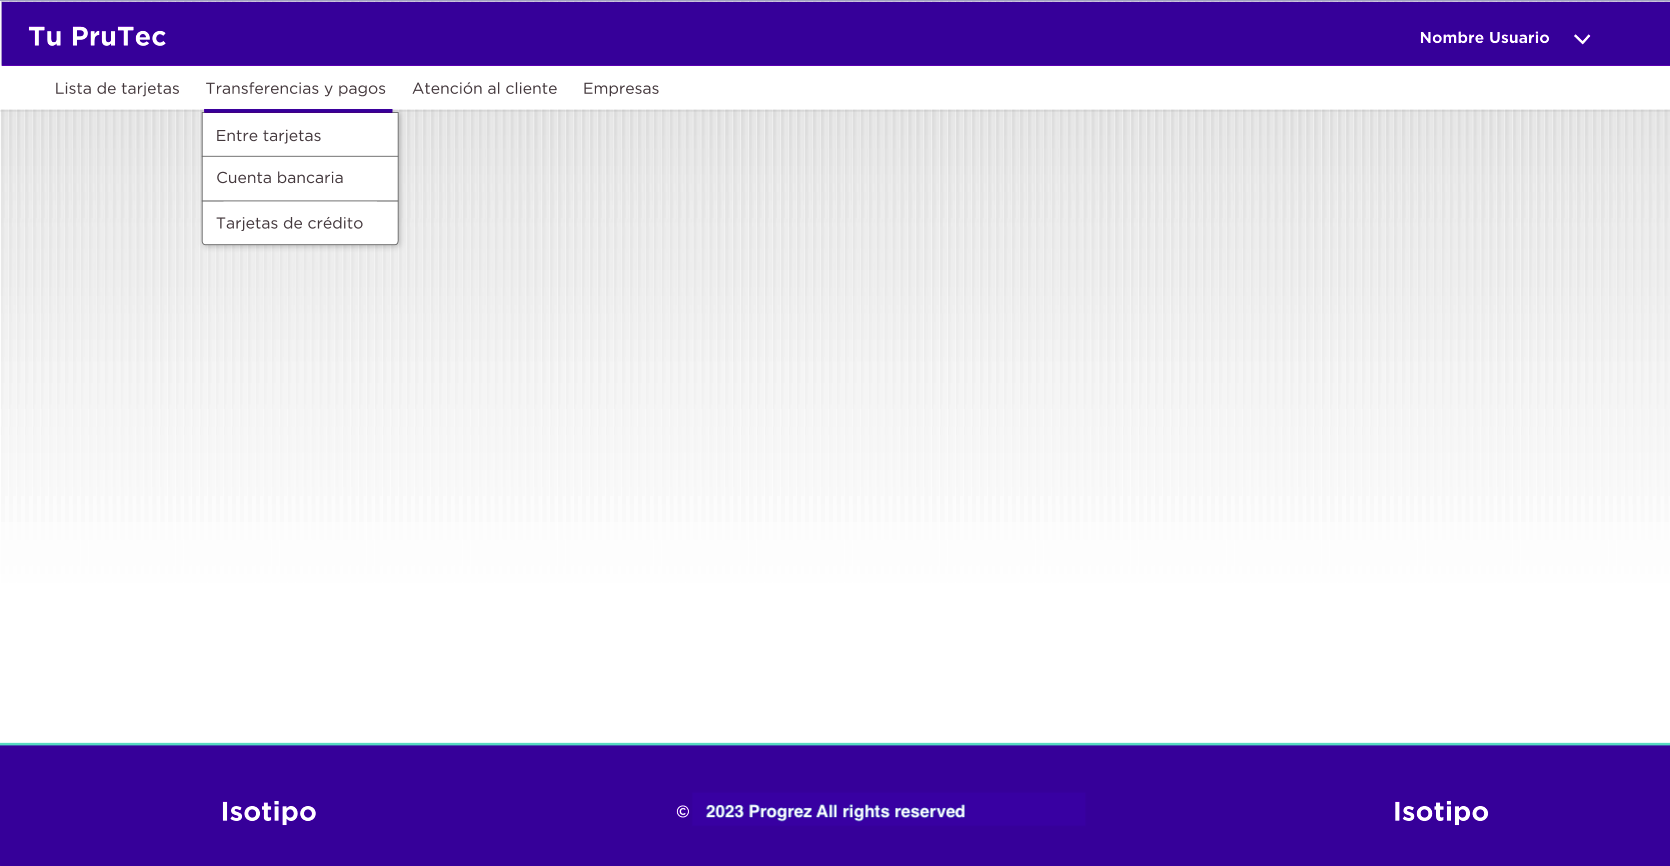 Tu PruTec
Nombre Usuario
Lista de tarjetas
Transferencias y pagos
Atención al cliente
Empresas
Entre tarjetas
Cuenta bancaria
Tarjetas de crédito
Isotipo
© 2023 Progrez All rights reserved
Isotipo